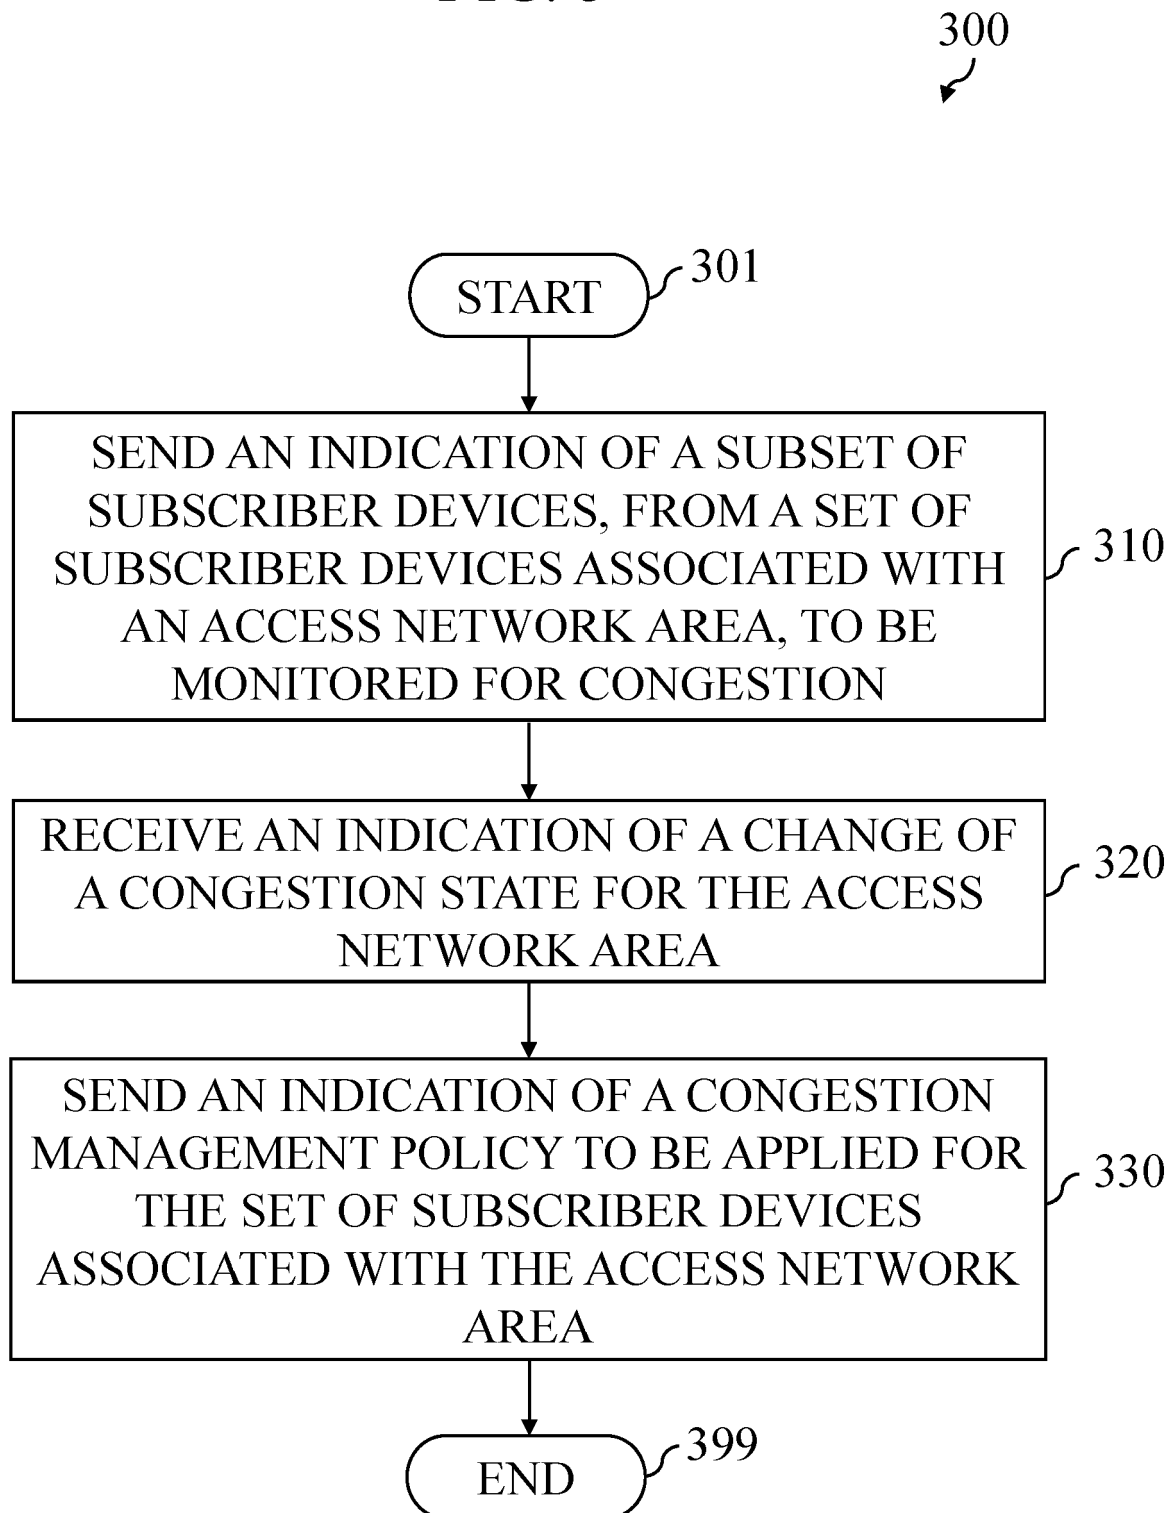 300
START
301
SEND AN INDICATION OF A SUBSET OF
SUBSCRIBER DEVICES, FROM A SET OF
SUBSCRIBER DEVICES ASSOCIATED WITH
AN ACCESS NETWORK AREA, TO BE
MONITORED FOR CONGESTION
310
RECEIVE AN INDICATION OF A CHANGE OF
A CONGESTION STATE FOR THE ACCESS
NETWORK AREA
320
SEND AN INDICATION OF A CONGESTION
MANAGEMENT POLICY TO BE APPLIED FOR
THE SET OF SUBSCRIBER DEVICES
ASSOCIATED WITH THE ACCESS NETWORK
AREA
330
END
399